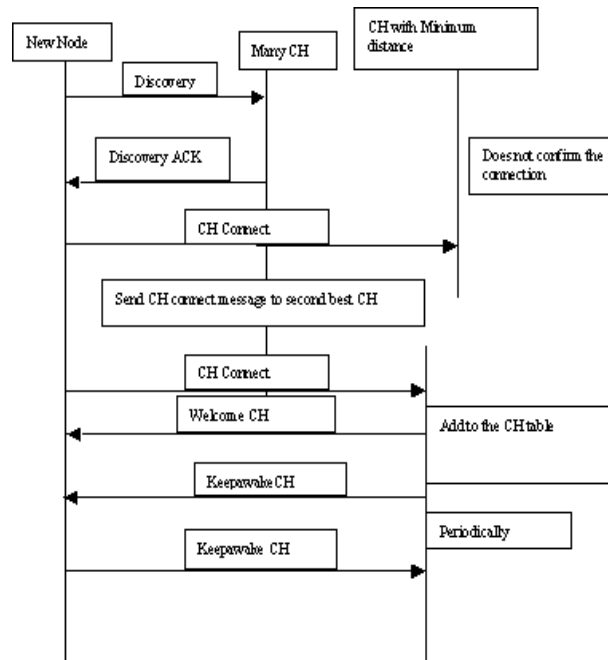 New Node
Many CH
CH with Minimum
distance
Discovery
Discovery ACK
Does not confirm the
connection
CH Connect
Send CH connect message to second best CH
CH Connect
Welcome CH
Add to the CH table
Keepawake CH
Periodically
Keepawake CH